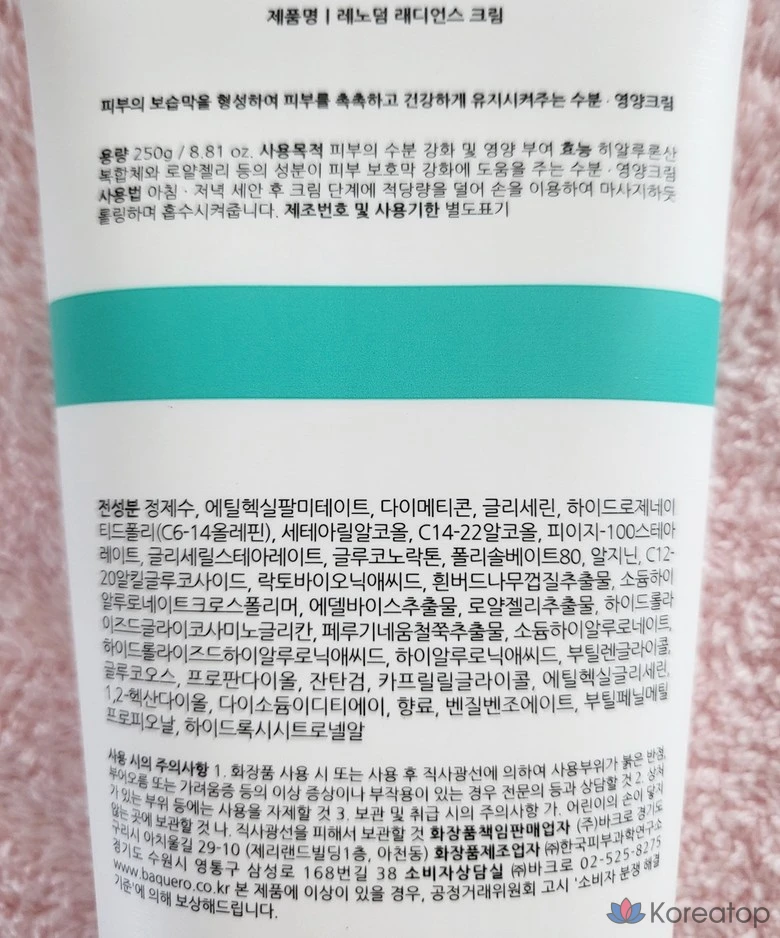 제품명 | 레노덤 래디언스 크림
피부의 보습막을 형성하여 피부를 촉촉하고 건강하게 유지시켜주는 수분 · 영양크림
용량 250g / 8.81 oz. 사용목적 피부의 수분 강화 및 영양 부여 효능 히알루론산
복합체와 로얄젤리 등의 성분이 피부 보호막 강화에 도움을 주는 수분 · 영양크림
사용법 아침 · 저녁 세안 후 크림 단계에 적당량을 덜어 손을 이용하여 마사지하듯
롤링하며 흡수시켜줍니다. 제조번호 및 사용기한 별도표기
전성분 정제수, 에틸헥실팔미테이트, 다이메티콘, 글리세린, 하이드로제네이
티드폴리(C6-14올레핀), 세테아릴알코올, C14-22알코올, 피이지-100스테아
레이트, 글리세릴스테아레이트, 글루코노락톤, 폴리솔베이트80, 알지닌, C12-
20알킬글루코사이드, 락토바이오닉애씨드, 흰버드나무껍질추출물, 소듐하이
알루로네이트크로스폴리머, 에델바이스추출물, 로얄젤리추출물, 하이드롤라
이즈드글라이코사미노글리칸, 페루기네움철쭉추출물, 소듐하이알루로네이트,
하이드롤라이즈드하이알루로닉애씨드, 하이알루로닉애씨드, 부틸렌글라이콜,
글루코오스, 프로판다이올, 잔탄검, 카프릴릴글라이콜, 에틸헥실글리세린,
1,2-헥산다이올, 다이소듐이디티에이, 향료, 벤질벤조에이트, 부틸페닐메틸
프로피오날, 하이드록시시트로넬알
사용 시의 주의사항 1. 화장품 사용 시 또는 사용 후 직사광선에 의하여 사용부위가 붉은 반점,
부어오름 또는 가려움증 등의 이상 증상이나 부작용이 있는 경우 전문의 등과 상담할 것 2. 상처
가 있는 부위 등에는 사용을 자제할 것 3. 보관 및 취급 시의 주의사항 가. 어린이의 손이 닿지
않는 곳에 보관할 것 나. 직사광선을 피해서 보관할 것 화장품책임판매업자 (주)바크로 경기도
구리시 아치울길 29-10 (제리랜드빌딩1층, 아천동) 화장품제조업자 ㈜한국피부과학연구소
경기도 수원시 영통구 삼성로 168번길 38 소비자상담실 ㈜바크로 02-525-8275
www.baquero.co.kr 본 제품에 이상이 있을 경우, 공정거래위원회 고시 '소비자 분쟁 해결
기준'에 의해 보상해드립니다.
Koreatop